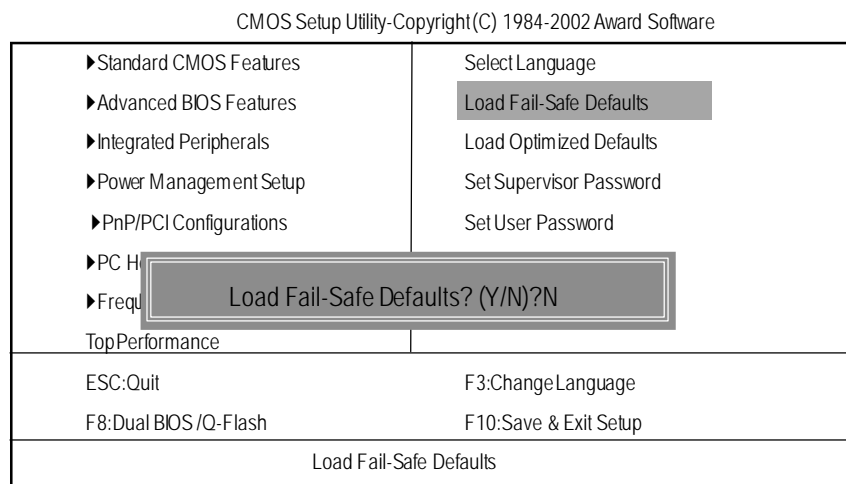 CMOS Setup Utility-Copyright (C) 1984-2002 Award Software
▶Standard CMOS Features
▶Advanced BIOS Features
▶Integrated Peripherals
▶Power Management Setup
▶PnP/PCI Configurations
▶PC H
▶Frequ
Top Performance
Select Language
Load Fail-Safe Defaults
Load Optimized Defaults
Set Supervisor Password
Set User Password
Load Fail-Safe Defaults? (Y/N)?N
ESC:Quit
F3:Change Language
F8:Dual BIOS /Q-Flash
F10:Save & Exit Setup
Load Fail-Safe Defaults